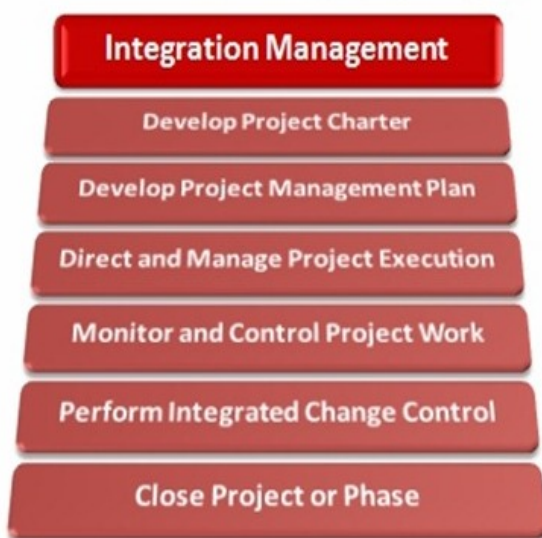 Integration Management
Develop Project Charter
Develop Project Management Plan
Direct and Manage Project Execution
Monitor and Control Project Work
Perform Integrated Change Control
Close Project or Phase